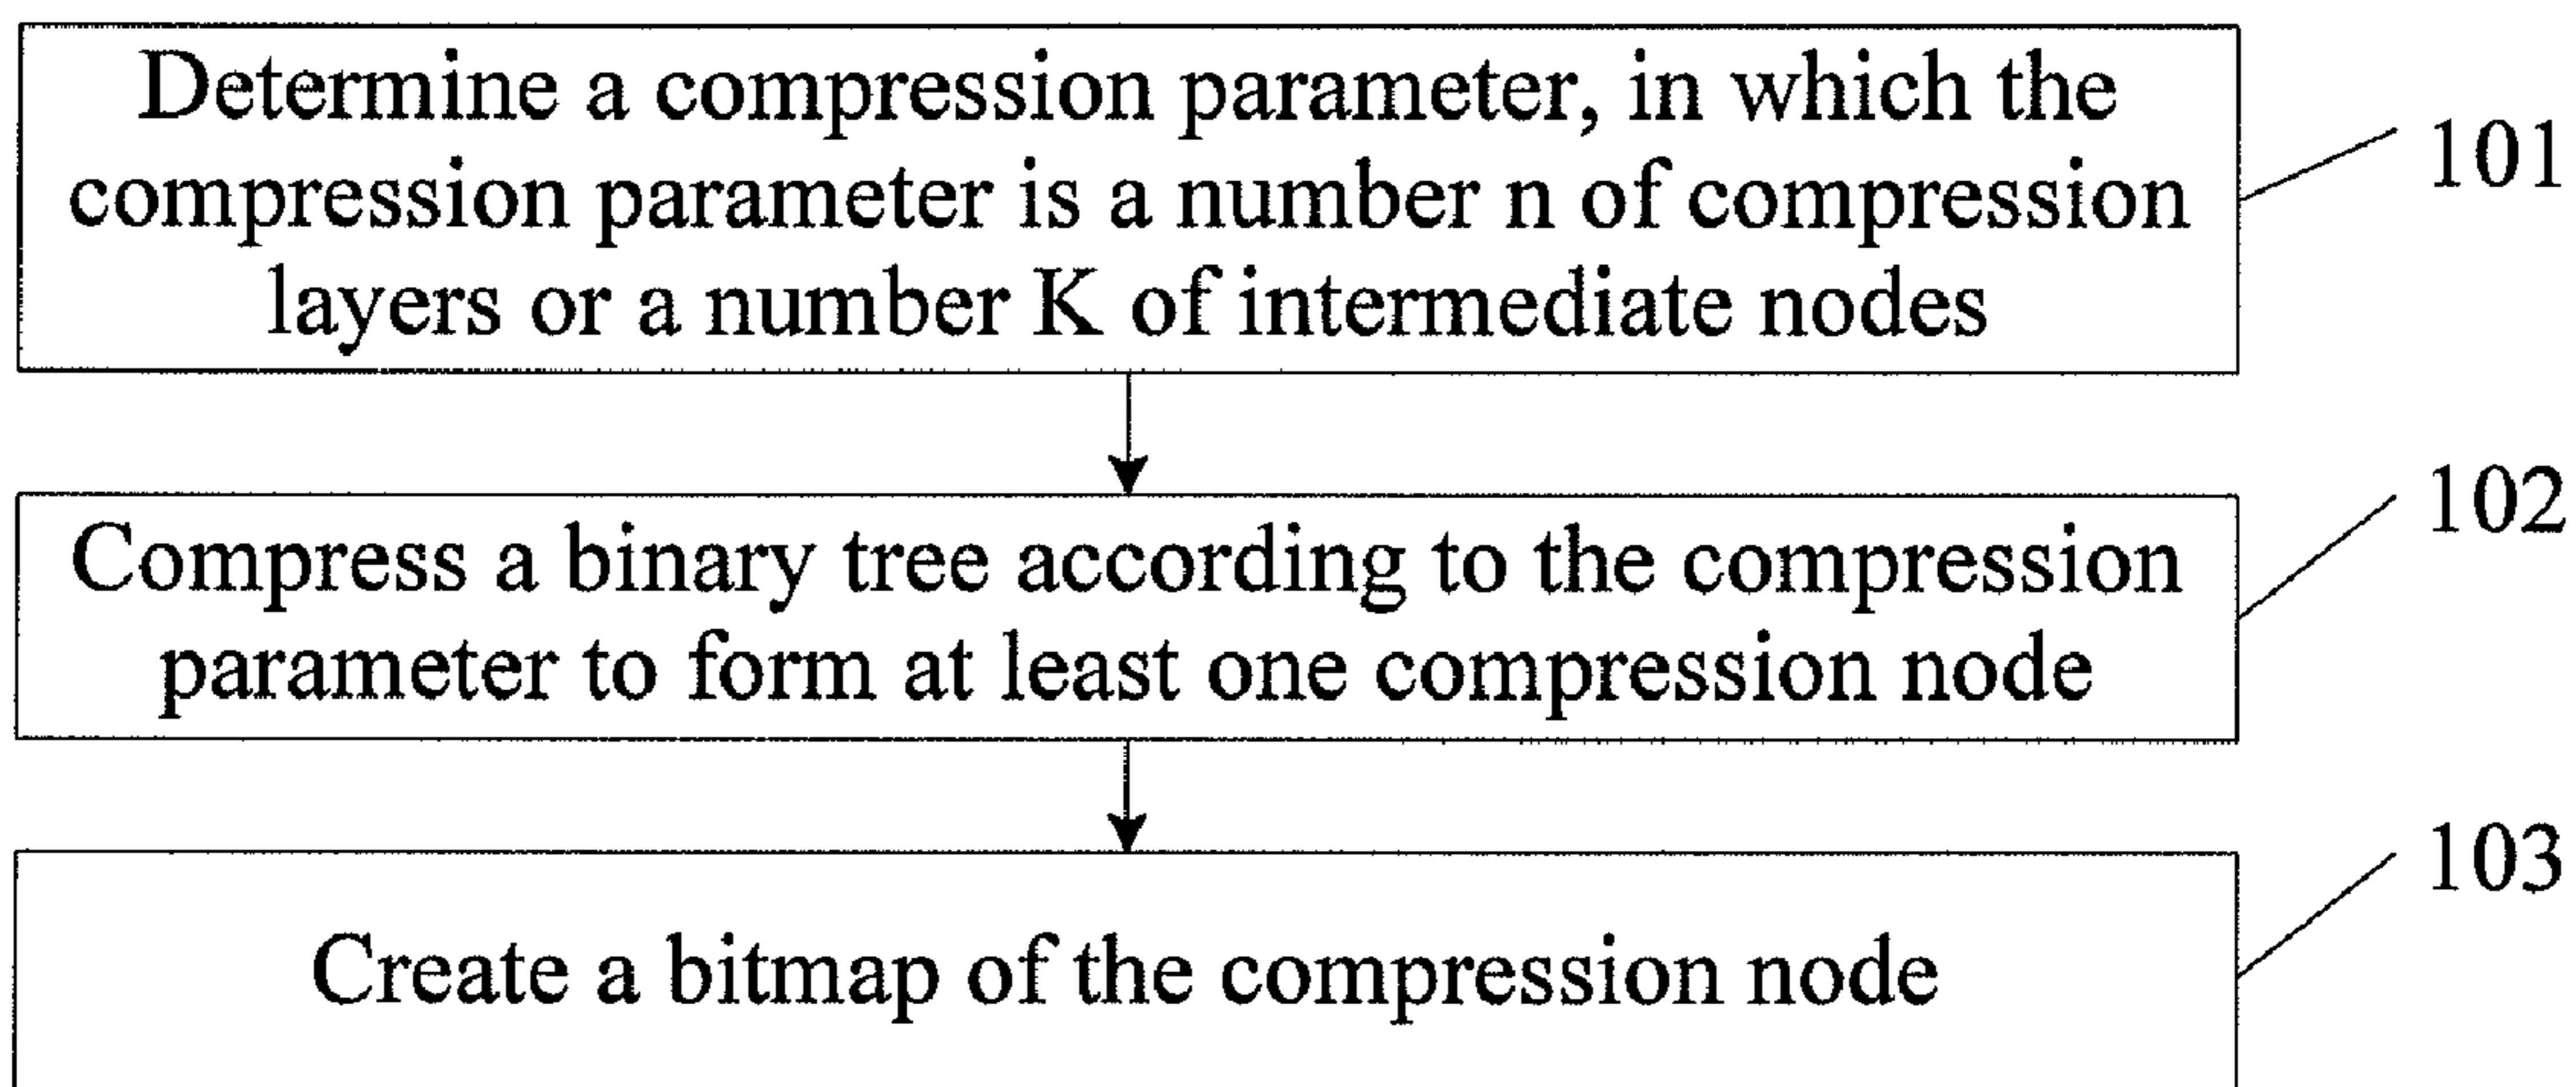 Determine a compression parameter, in which the
compression parameter is a number n of compression
layers or a number K of intermediate nodes
101
Compress a binary tree according to the compression
parameter to form at least one compression node
102
Create a bitmap of the compression node
103